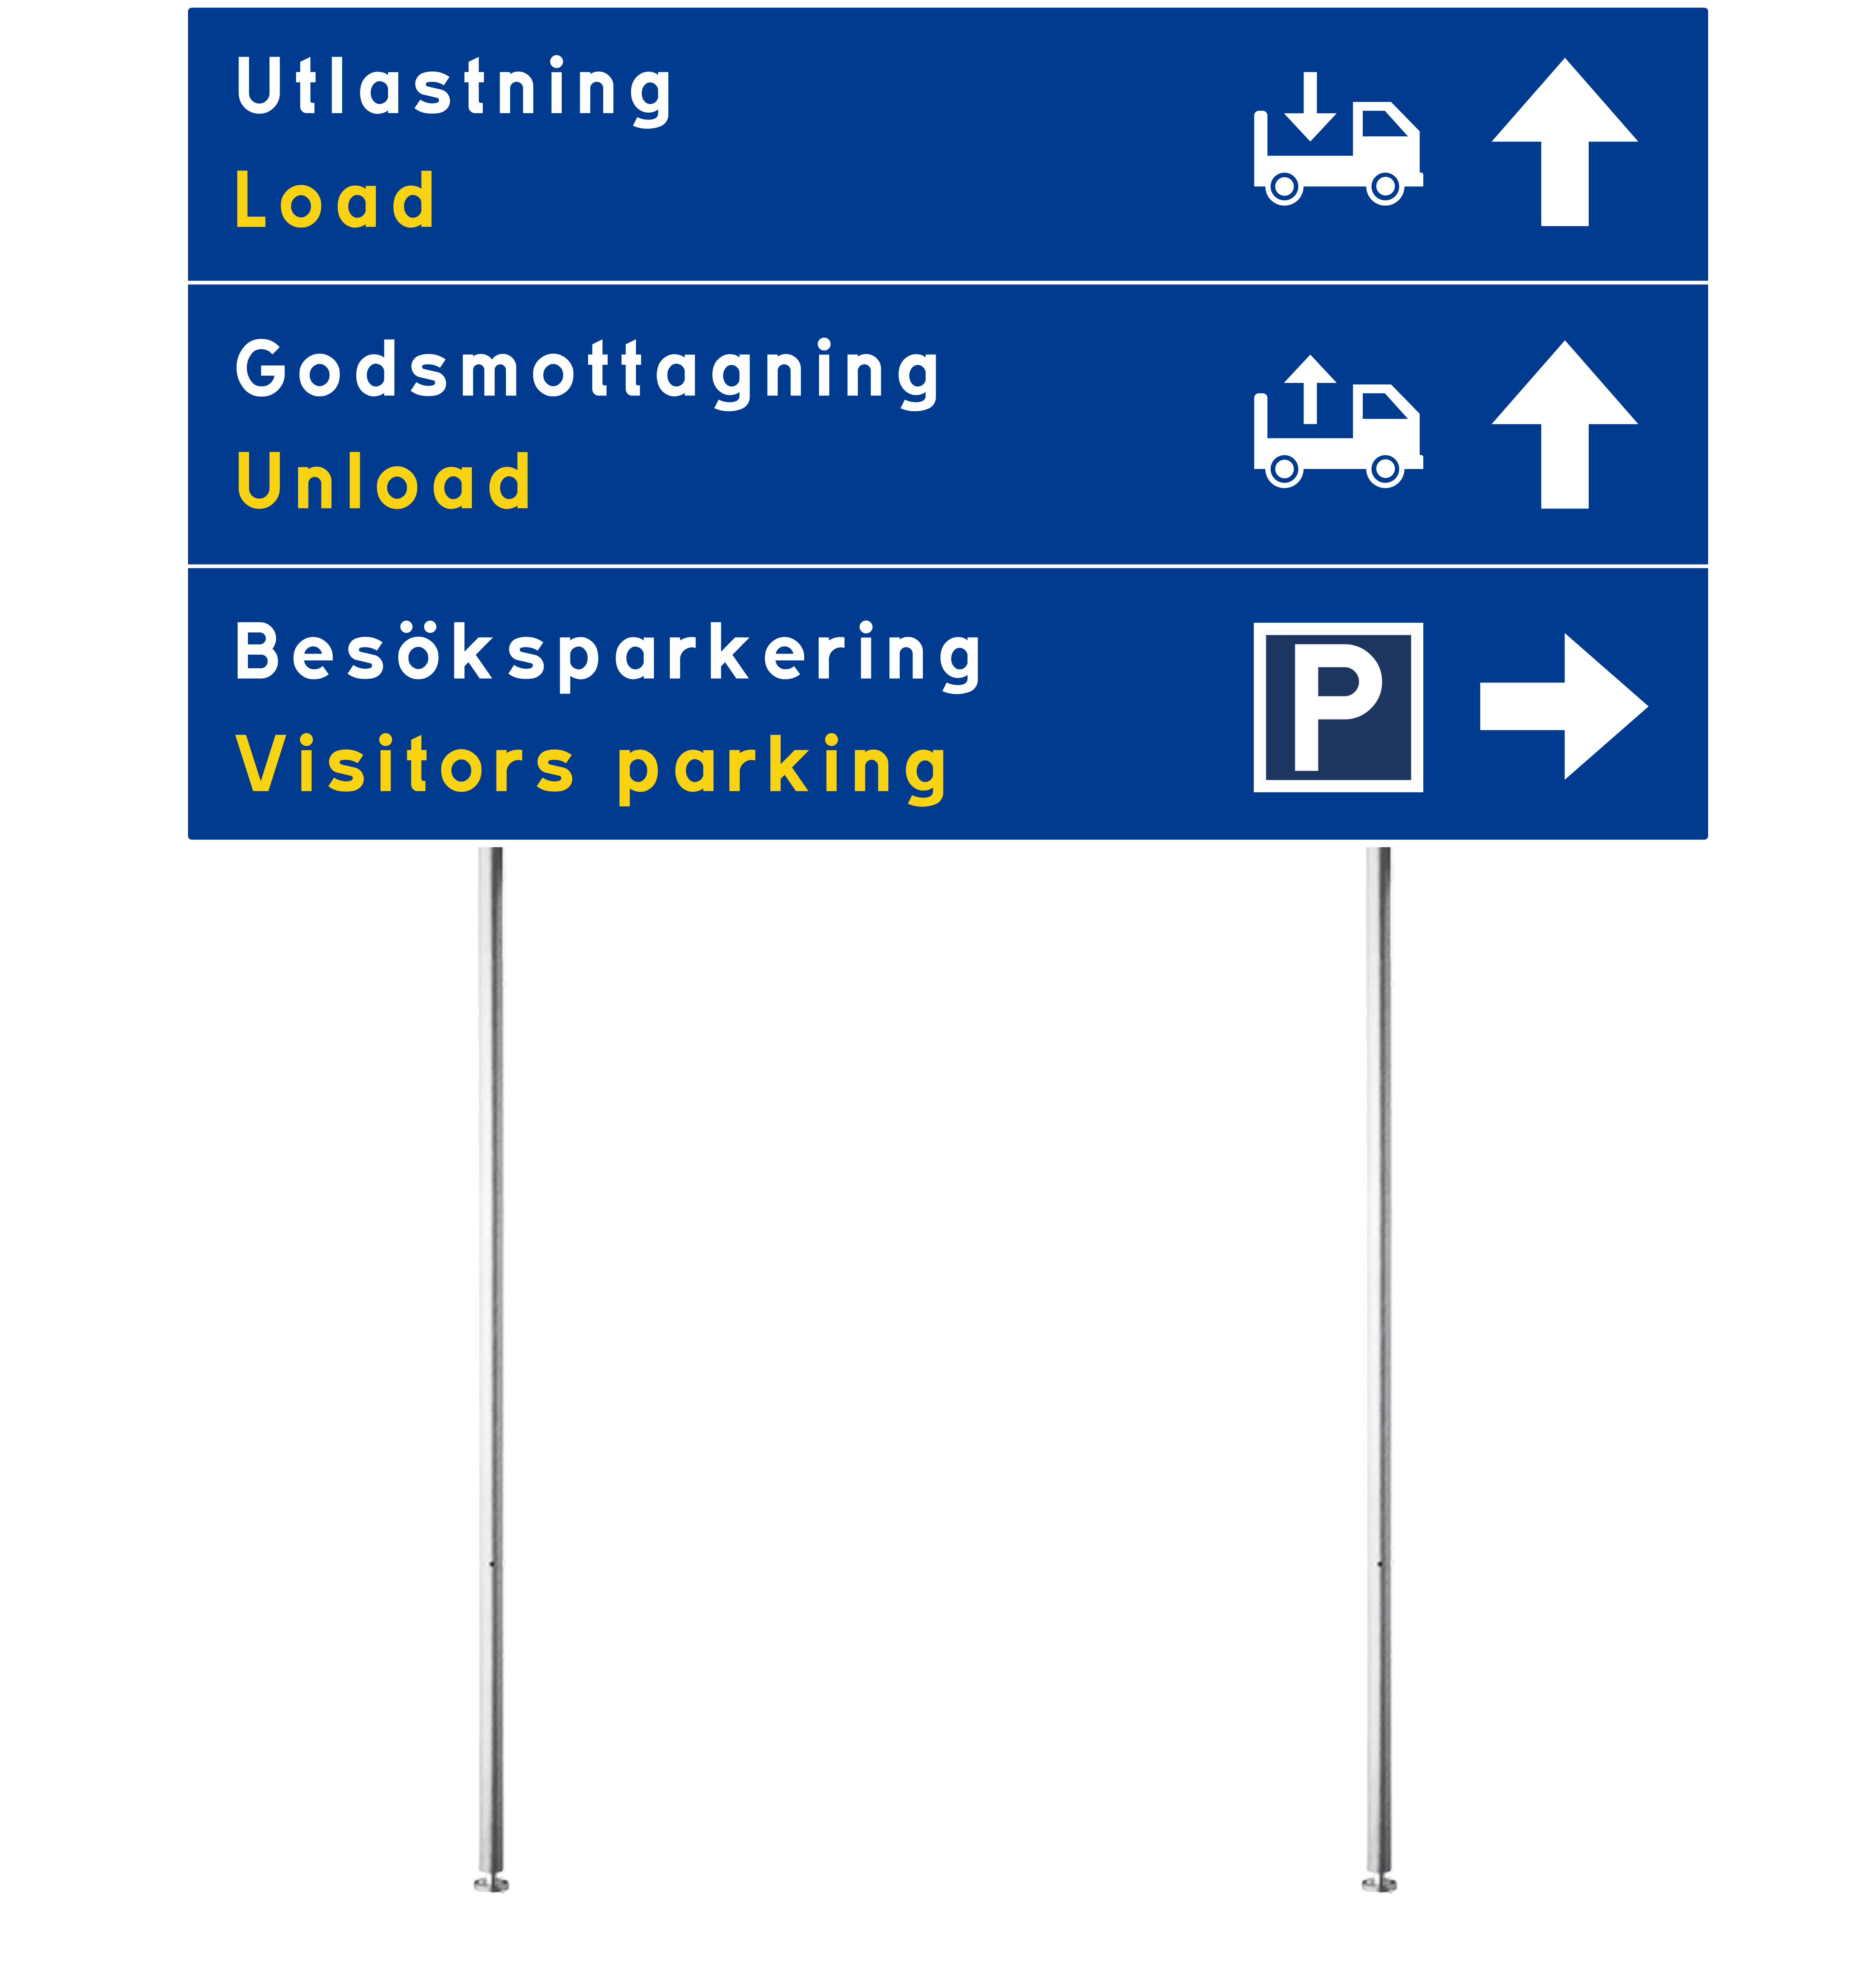 Utlastning
Load
Godsmottagning
Unload
Besöksparkering
Visitors parking
P